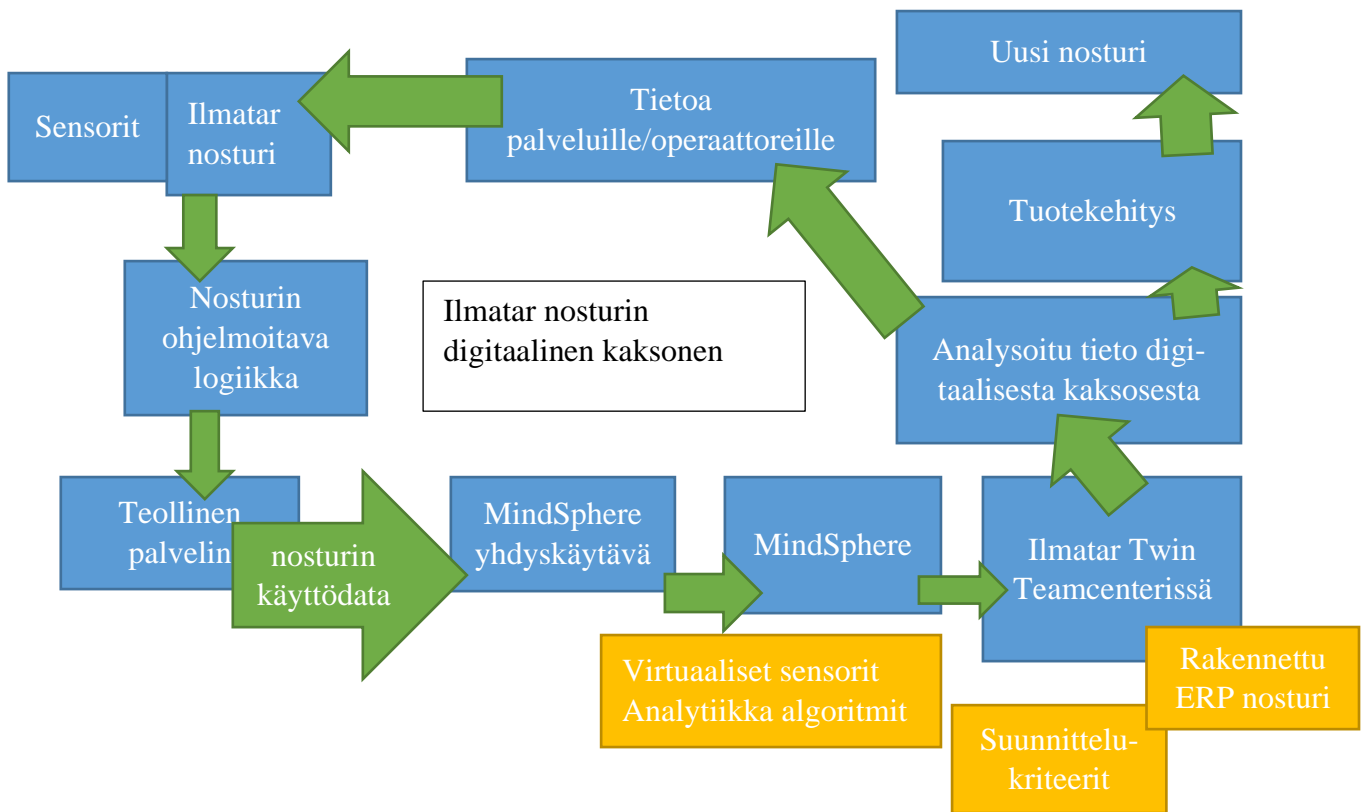 Uusi nosturi
Sensorit
Ilmatar
nosturi
Tietoa
palveluille/operaattoreille
Tuotekehitys
Nosturin
ohjelmoitava
logiikka
Ilmatar nosturin
digitaalinen kaksonen
Analysoitu tieto digi-
taalisesta kaksosesta
Teollinen
palvelin
nosturin
käyttödata
MindSphere
yhdyskäytävä
MindSphere
Ilmatar Twin
Teamcenterissä
Virtuaaliset sensorit
Analytiikka algoritmit
Rakennettu
ERP nosturi
Suunnittelu-
kriteerit